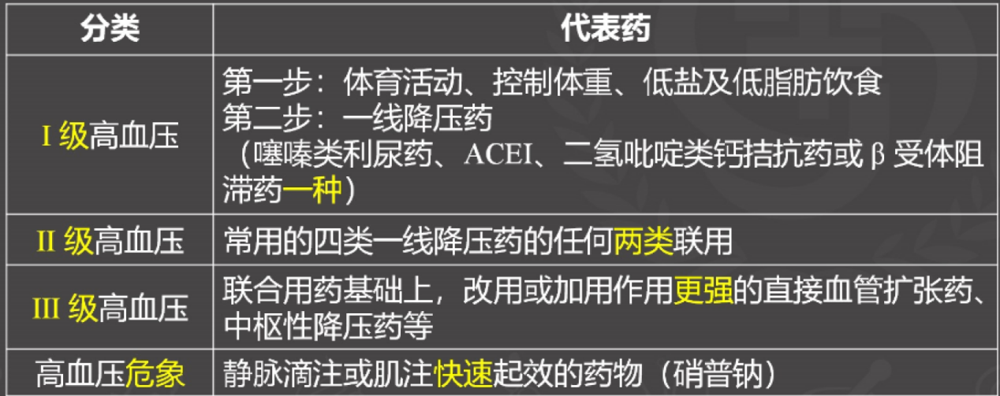 分类
代表药
I 级高血压
第一步：体育活动、控制体重、低盐及低脂肪饮食
第二步：一线降压药
（噻嗪类利尿药、ACEI、二氢吡啶类钙拮抗药或 β 受体阻
滞药一种）
II 级高血压
常用的四类一线降压药的任何两类联用
III 级高血压
联合用药基础上，改用或加用作用更强的直接血管扩张药、
中枢性降压药等
高血压危象
静脉滴注或肌注快速起效的药物（硝普钠）